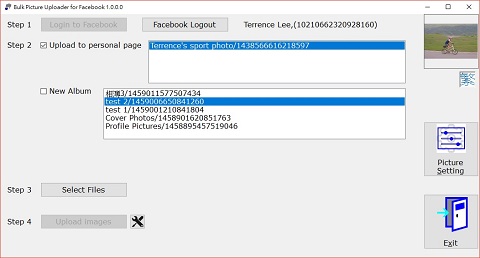 Bulk Picture Uploader for Facebook 1.0.0.0
Step 1 Login to Facebook Facebook Logout Terrence Lee,(10210662320928160)
Step 2 Upload to personal page Terrence's sport photo/1438566616218597
繁
New Album
相簿3/1459011577507434
test 2/1459006650841260
test 1/1459001210841804
Cover Photos/1458901620851763
Profile Pictures/1458895457519046
Picture
Setting
Step 3 Select Files
Step 4 Upload Images
Exit